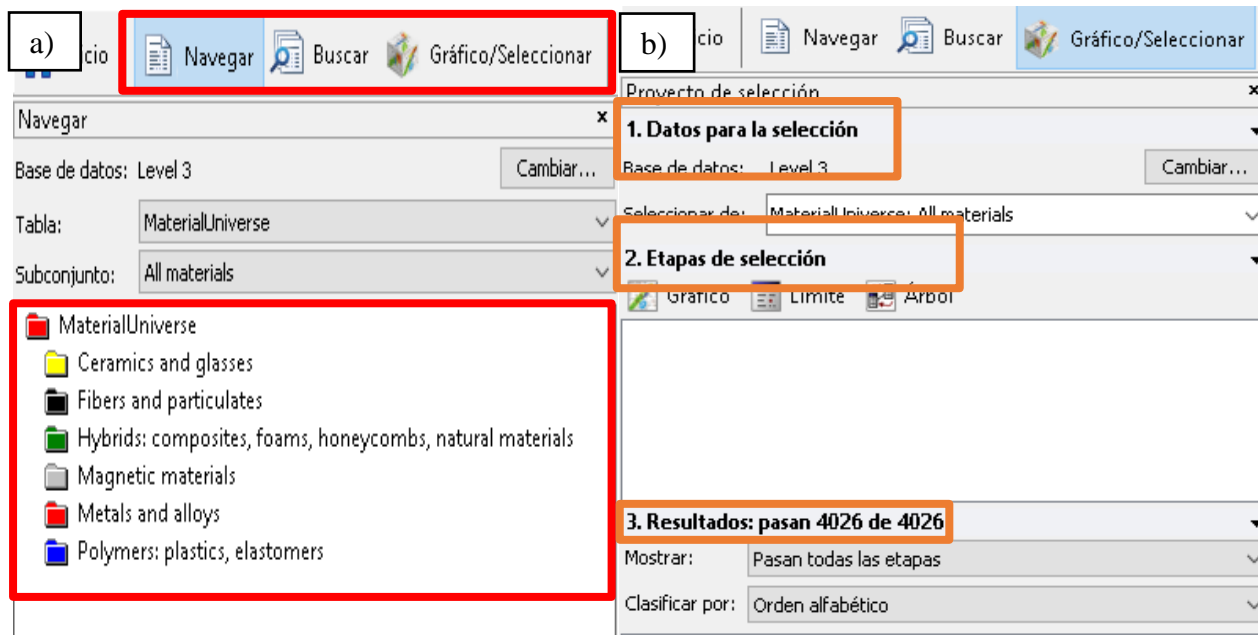 a)
cio
Navegar
Buscar
Gráfico/Seleccionar
Navegar
x
Base de datos: Level 3
Cambiar...
Tabla:
MaterialUniverse
Subconjunto:
All materials
MaterialUniverse
Ceramics and glasses
Fibers and particulates
Hybrids: composites, foams, honeycombs, natural materials
Magnetic materials
Metals and alloys
Polymers: plastics, elastomers
b)
cio
Navegar
Buscar
Gráfico/Seleccionar
Proyecto de selección
x
1. Datos para la selección
Base de datos: Level 3
Cambiar...
Seleccionar de:
MaterialUniverse: All materials
2. Etapas de selección
Gráfico
Límite
Árbol
3. Resultados: pasan 4026 de 4026
Mostrar:
Pasan todas las etapas
Clasificar por:
Orden alfabético